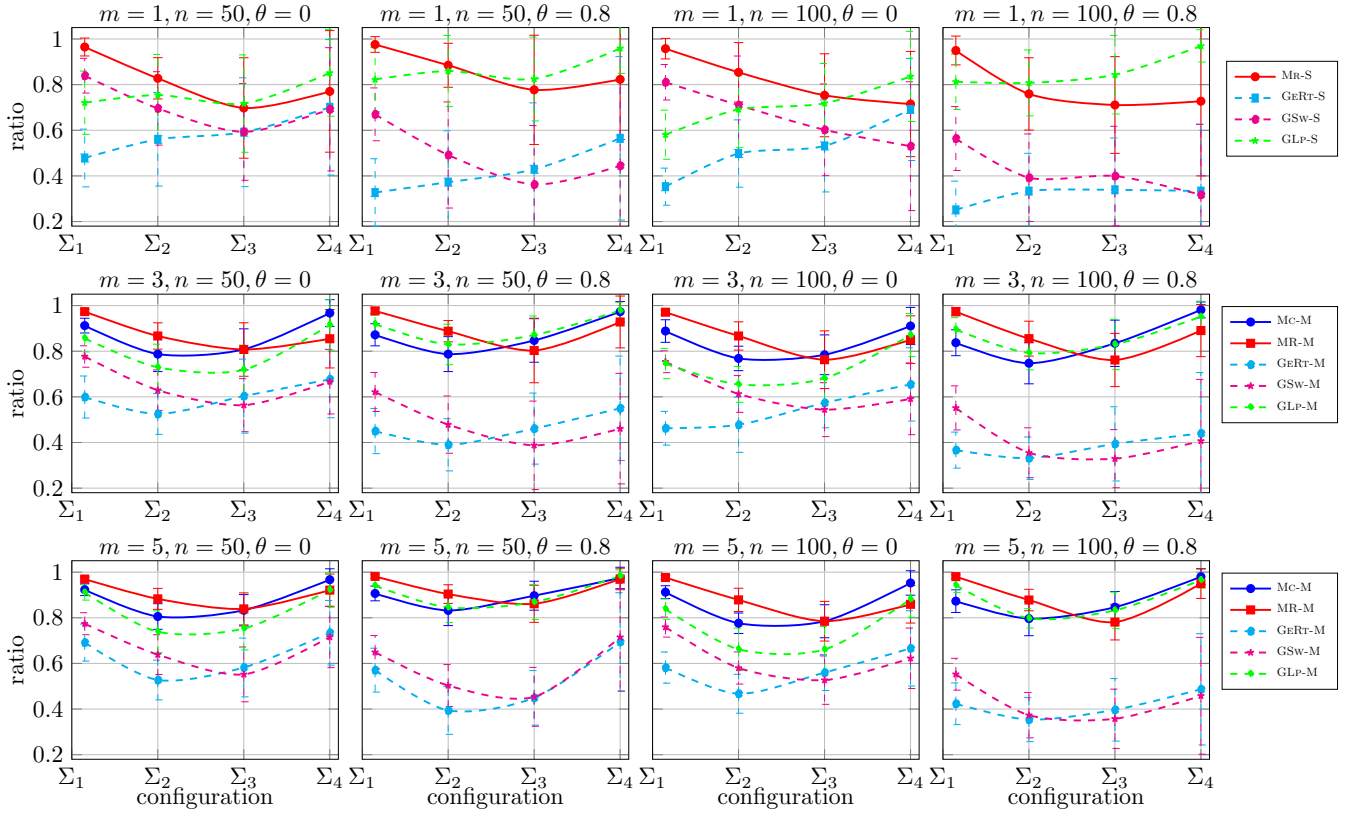 m = 1, n = 50, θ = 0
m = 1, n = 50, θ = 0.8
m = 1, n = 100, θ = 0
m = 1, n = 100, θ = 0.8
ratio
1
0.8
0.6
0.4
0.2
Σ1 Σ2 Σ3 Σ4
Σ1 Σ2 Σ3 Σ4
Σ1 Σ2 Σ3 Σ4
Σ1 Σ2 Σ3 Σ4
MR-S
GERT-S
GSW-S
GLP-S
m = 3, n = 50, θ = 0
m = 3, n = 50, θ = 0.8
m = 3, n = 100, θ = 0
m = 3, n = 100, θ = 0.8
ratio
1
0.8
0.6
0.4
0.2
Σ1 Σ2 Σ3 Σ4
Σ1 Σ2 Σ3 Σ4
Σ1 Σ2 Σ3 Σ4
Σ1 Σ2 Σ3 Σ4
MC-M
MR-M
GERT-M
GSW-M
GLP-M
m = 5, n = 50, θ = 0
m = 5, n = 50, θ = 0.8
m = 5, n = 100, θ = 0
m = 5, n = 100, θ = 0.8
ratio
1
0.8
0.6
0.4
0.2
Σ1 Σ2 Σ3 Σ4
Σ1 Σ2 Σ3 Σ4
Σ1 Σ2 Σ3 Σ4
Σ1 Σ2 Σ3 Σ4
configuration
configuration
configuration
configuration
MC-M
MR-M
GERT-M
GSW-M
GLP-M